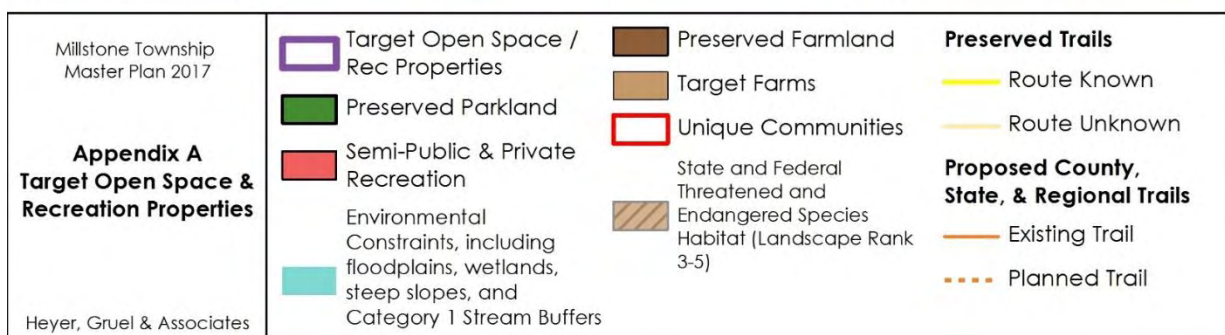 Millstone Township
Master Plan 2017
Appendix A
Target Open Space &
Recreation Properties
Heyer, Gruel & Associates
Target Open Space /
Rec Properties
Preserved Parkland
Semi-Public & Private
Recreation
Environmental
Constraints, including
floodplains, wetlands,
steep slopes, and
Category 1 Stream Buffers
Preserved Farmland
Target Farms
Unique Communities
State and Federal
Threatened and
Endangered Species
Habitat (Landscape Rank
3-5)
Preserved Trails
Route Known
Route Unknown
Proposed County,
State, & Regional Trails
Existing Trail
Planned Trail